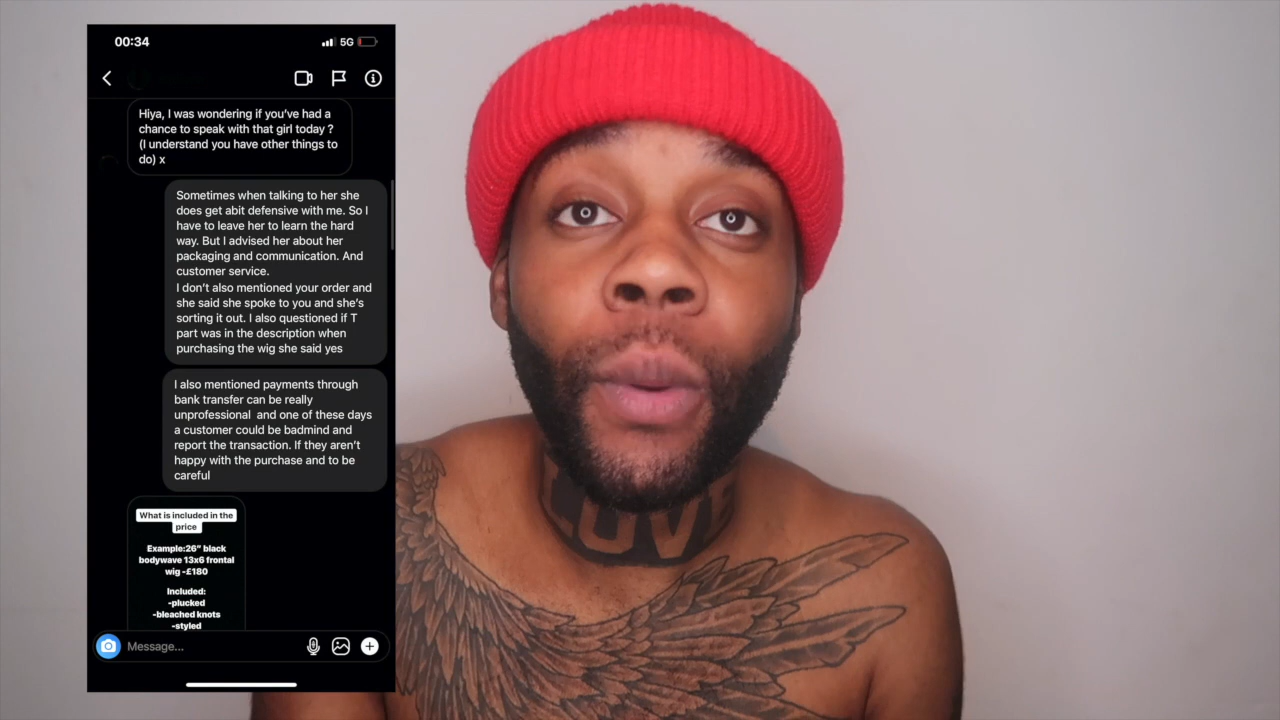 00:34
5G
Hiya, I was wondering if you've had a
chance to speak with that girl today ?
(I understand you have other things to
do) x
Sometimes when talking to her she
does get abit defensive with me. So I
have to leave her to learn the hard
way. But I advised her about her
packaging and communication. And
customer service.
I don't also mentioned your order and
she said she spoke to you and she's
sorting it out. I also questioned if T
part was in the description when
purchasing the wig she said yes
I also mentioned payments through
bank transfer can be really
unprofessional  and one of these days
a customer could be badmind and
report the transaction. If they aren't
happy with the purchase and to be
careful
What is included in the
price
Example:26" black
bodywave 13x6 frontal
wig -£180
Included:
-plucked
-bleached knots
-styled
Message...
LOVE